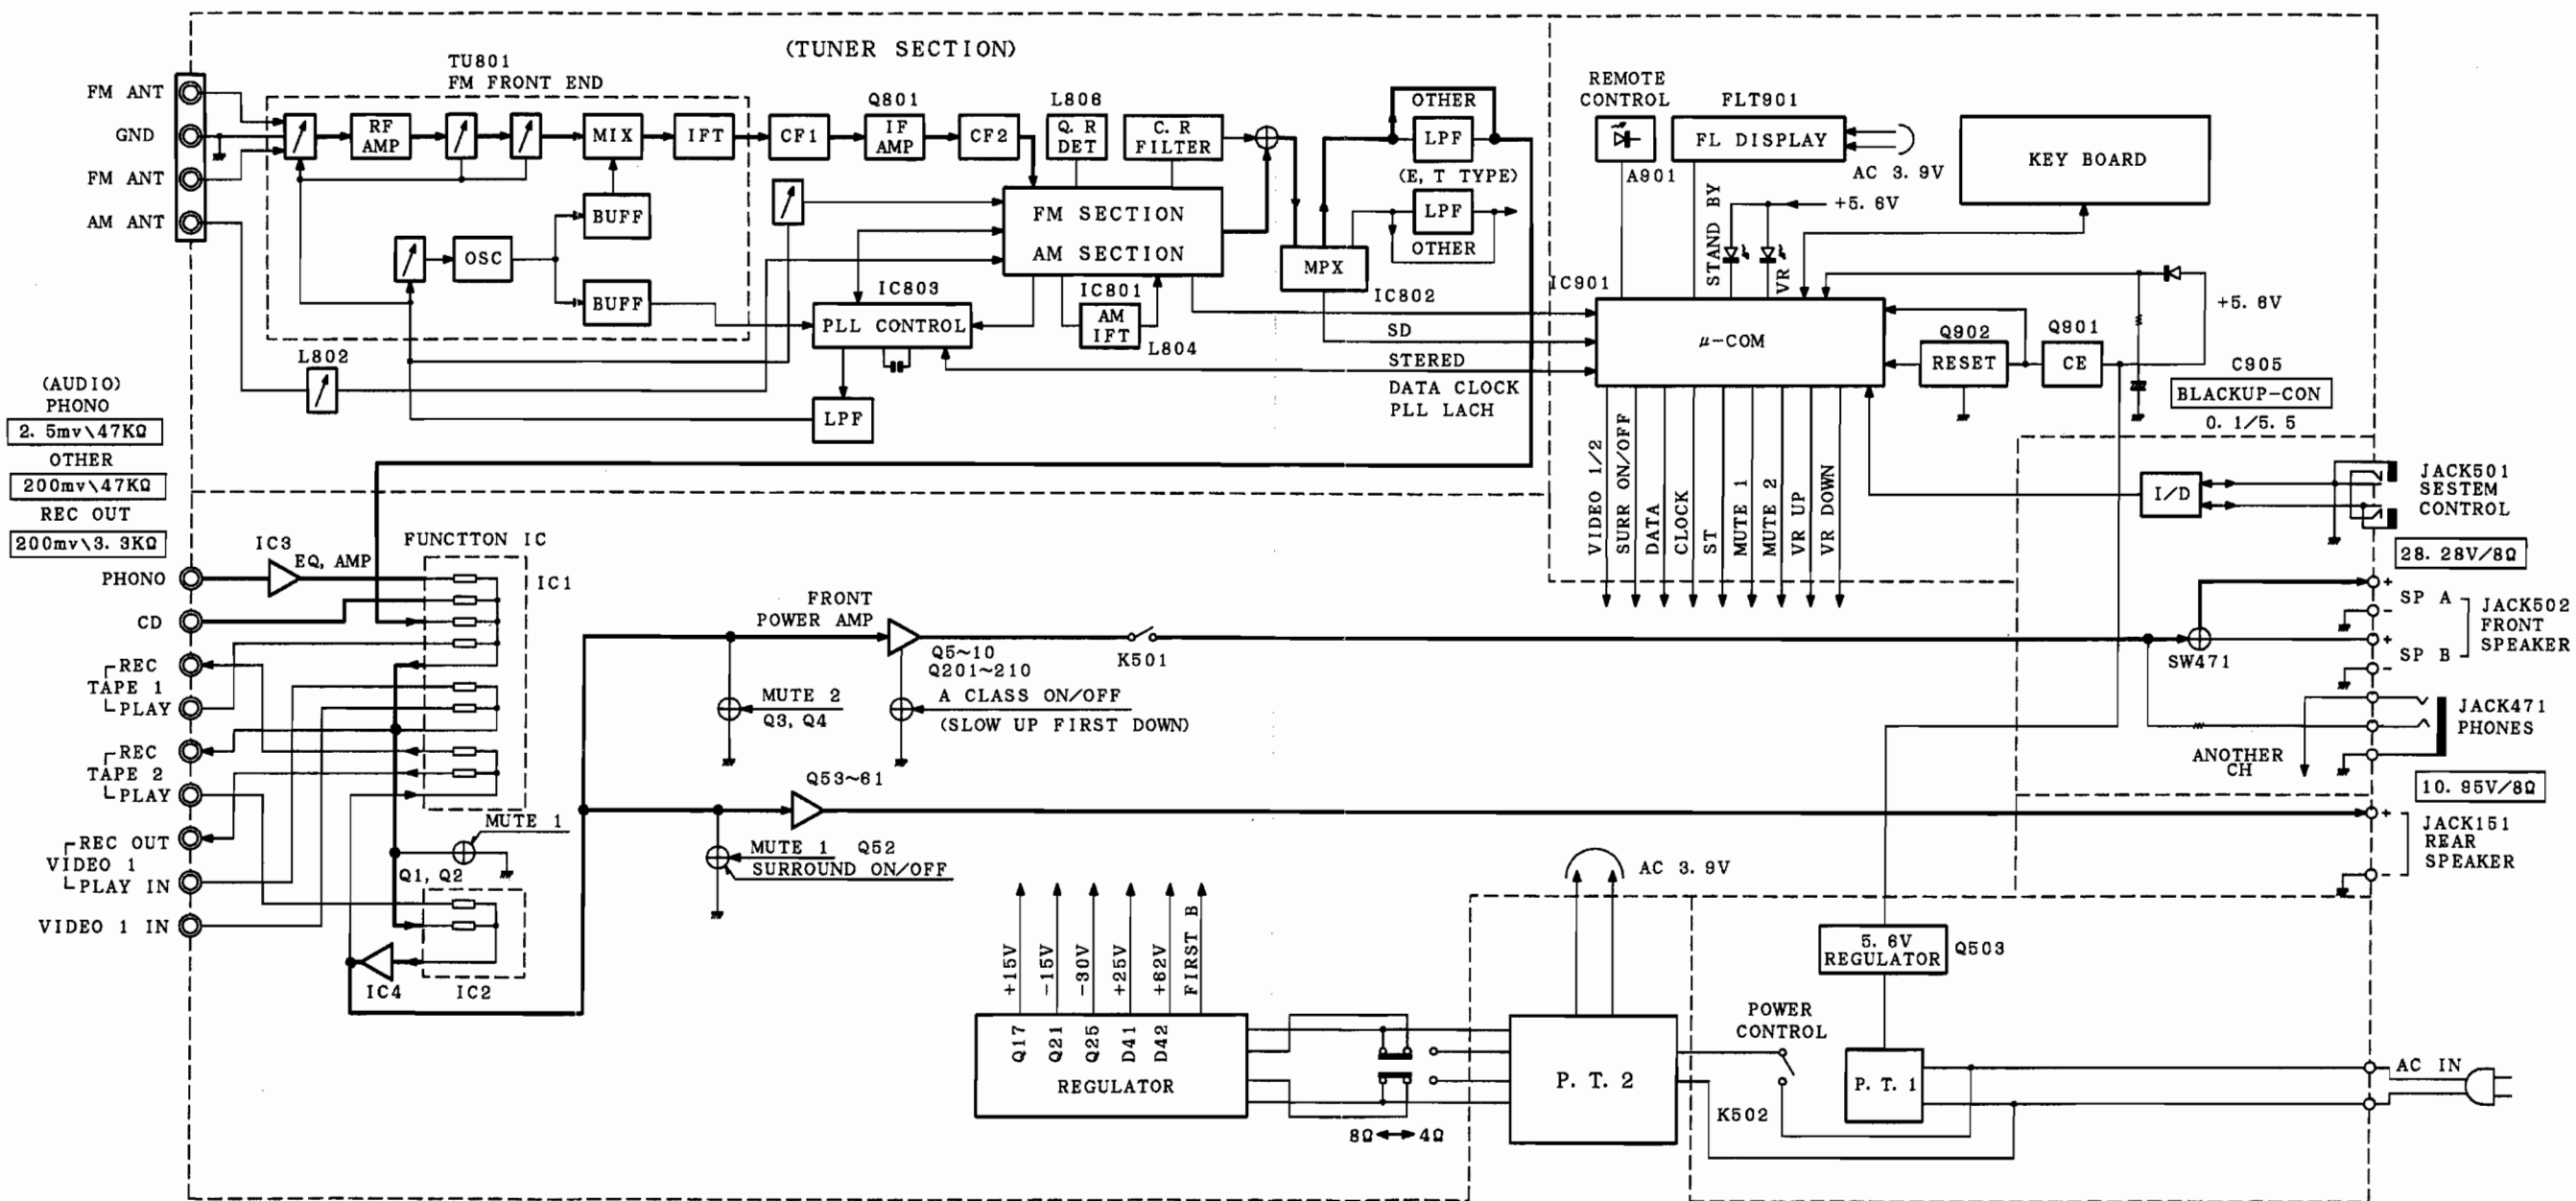 (TUNER SECTION)
TU801
FM FRONT END
FM ANT
GND
FM ANT
AM ANT
RF
AMP
MIX
IFT
CF1
Q801
IF
AMP
CF2
L806
Q. R
DET
C. R
FILTER
OTHER
LPF
(E, T TYPE)
LPF
OTHER
BUFF
OSC
BUFF
FM SECTION
AM SECTION
MPX
IC803
PLL CONTROL
IC801
AM
IFT
L804
IC802
SD
STERED
DATA CLOCK
PLL LACH
L802
LPF
REMOTE
CONTROL
A901
FLT901
FL DISPLAY
AC 3. 9V
KEY BOARD
STAND BY
VR
+5. 6V
IC901
μ-COM
Q902
RESET
Q901
CE
+5. 6V
C905
BLACKUP-CON
0. 1/5. 5
VIDEO 1/2
SURR ON/OFF
DATA
CLOCK
ST
MUTE 1
MUTE 2
VR UP
VR DOWN
I/D
JACK501
SESTEM
CONTROL
(AUDIO)
PHONO
2. 5mv\47KΩ
OTHER
200mv\47KΩ
REC OUT
200mv\3. 3KΩ
PHONO
CD
REC
TAPE 1
PLAY
REC
TAPE 2
PLAY
REC OUT
VIDEO 1
PLAY IN
VIDEO 1 IN
IC3
EQ, AMP
FUNCTTON IC
IC1
MUTE 1
Q1, Q2
IC4
IC2
FRONT
POWER AMP
Q5~10
Q201~210
K501
MUTE 2
Q3, Q4
A CLASS ON/OFF
(SLOW UP FIRST DOWN)
Q53~61
MUTE 1 Q52
SURROUND ON/OFF
28. 28V/8Ω
+
SP A
-
+
SP B
-
JACK502
FRONT
SPEAKER
SW471
JACK471
PHONES
ANOTHER
CH
10. 95V/8Ω
+
-
JACK151
REAR
SPEAKER
+15V
-15V
-30V
+25V
+62V
FIRST B
Q17
Q21
Q25
D41
D42
REGULATOR
8Ω
4Ω
AC 3. 9V
P. T. 2
POWER
CONTROL
K502
5. 6V
REGULATOR
Q503
P. T. 1
AC IN